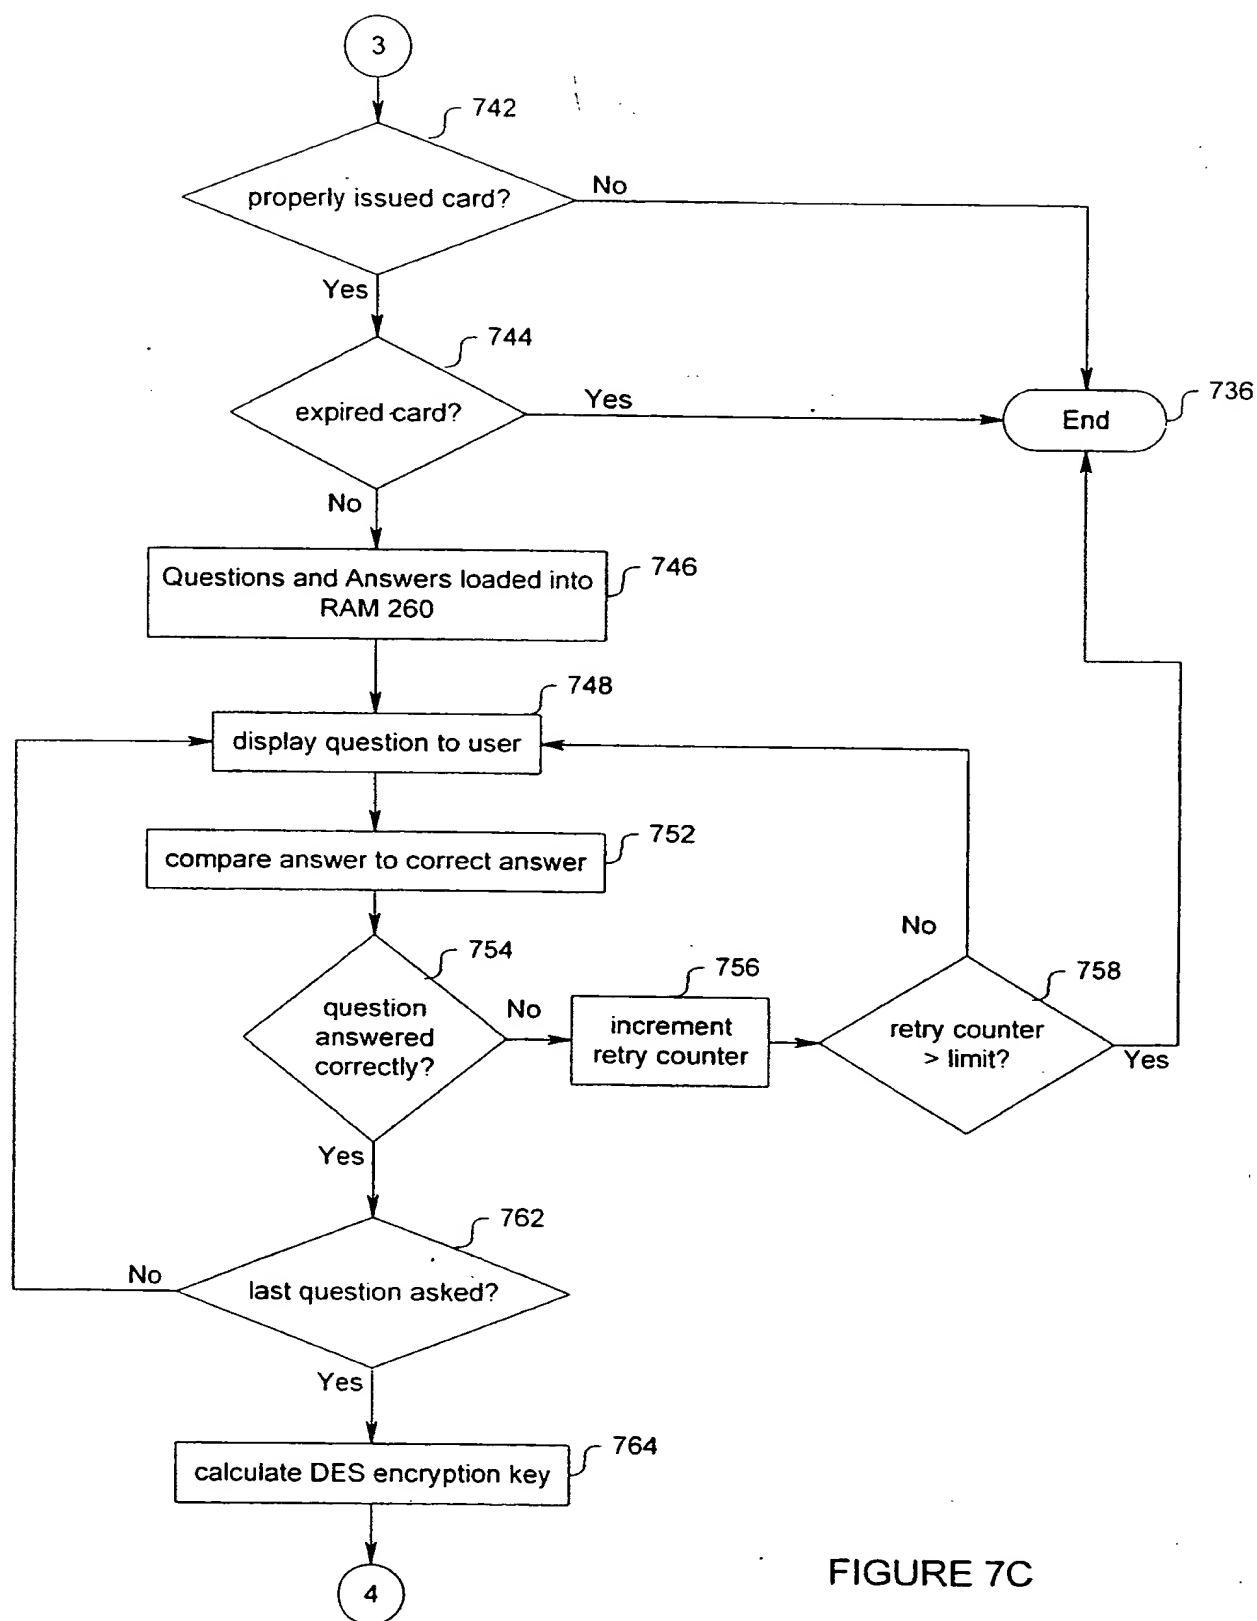 3
742
properly issued card?
No
Yes
744
expired card?
Yes
End
736
No
Questions and Answers loaded into
RAM 260
746
748
display question to user
compare answer to correct answer
752
No
754
question
answered
correctly?
No
756
increment
retry counter
758
retry counter
> limit?
Yes
Yes
762
last question asked?
No
Yes
764
calculate DES encryption key
4
FIGURE 7C